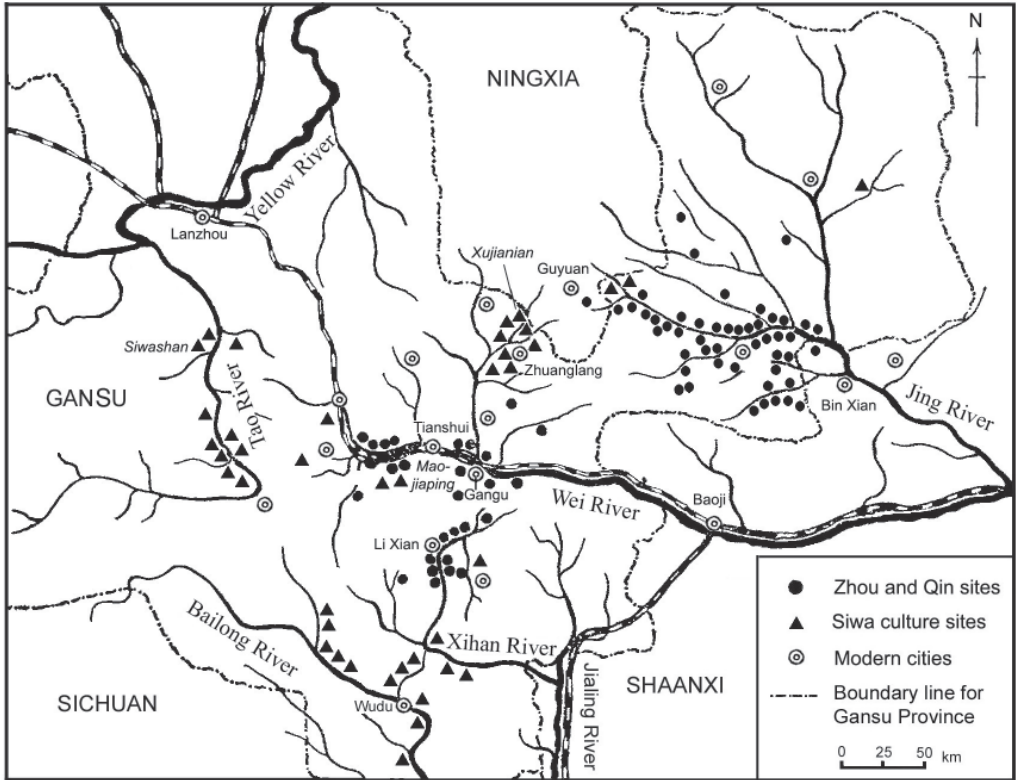 N
NINGXIA
Yellow River
Lanzhou
Xujianian
Guyuan
Siwashan
Zhuanglang
GANSU
Tao River
Bin Xian
Jing River
Tianshui
Mao-
jiaping
Gangu
Wei River
Baoji
Li Xian
Bailong River
Xihan River
Jialing River
SHAANXI
SICHUAN
Wudu
Zhou and Qin sites
Siwa culture sites
Modern cities
Boundary line for
Gansu Province
0 25 50 km